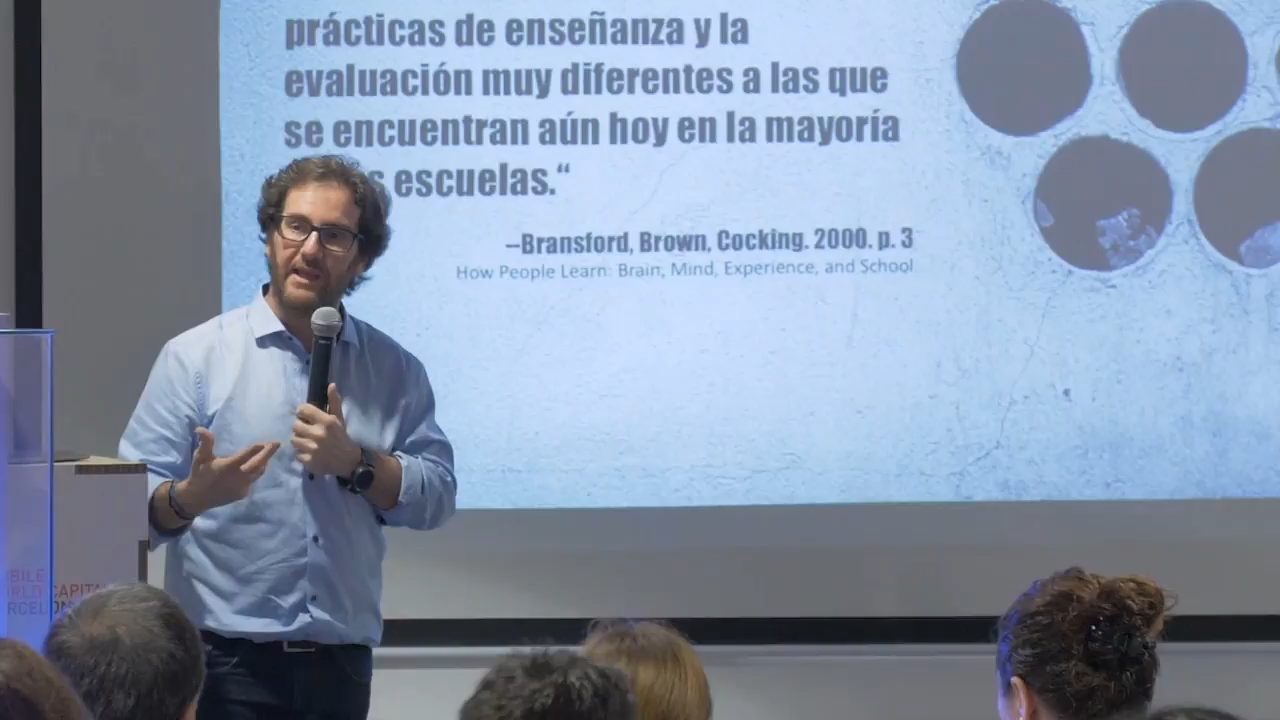 prácticas de enseñanza y la
evaluación muy diferentes a las que
se encuentran aún hoy en la mayoría
escuelas.“
–Bransford, Brown, Cocking. 2000. p. 3
How People Learn: Brain, Mind, Experience, and School